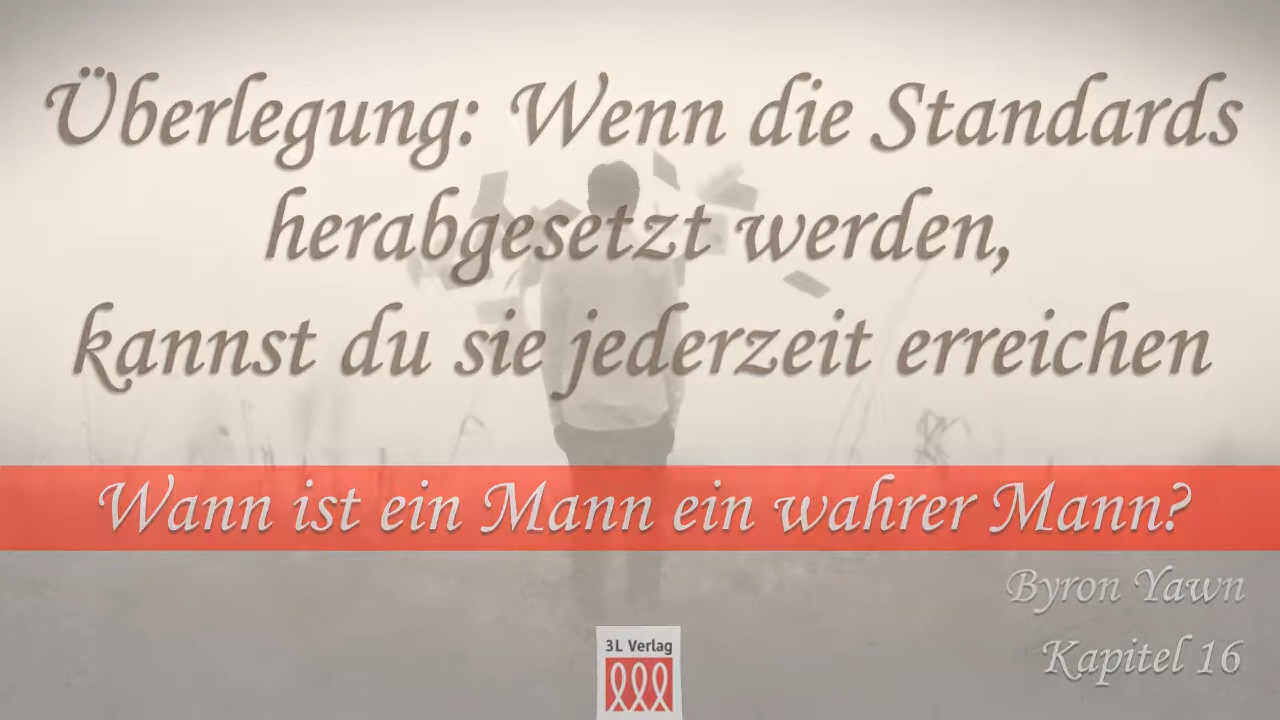 Überlegung: Wenn die Standards
herabgesetzt werden,
kannst du sie jederzeit erreichen
Wann ist ein Mann ein wahrer Mann?
Byron Yawn
Kapitel 16
3L Verlag